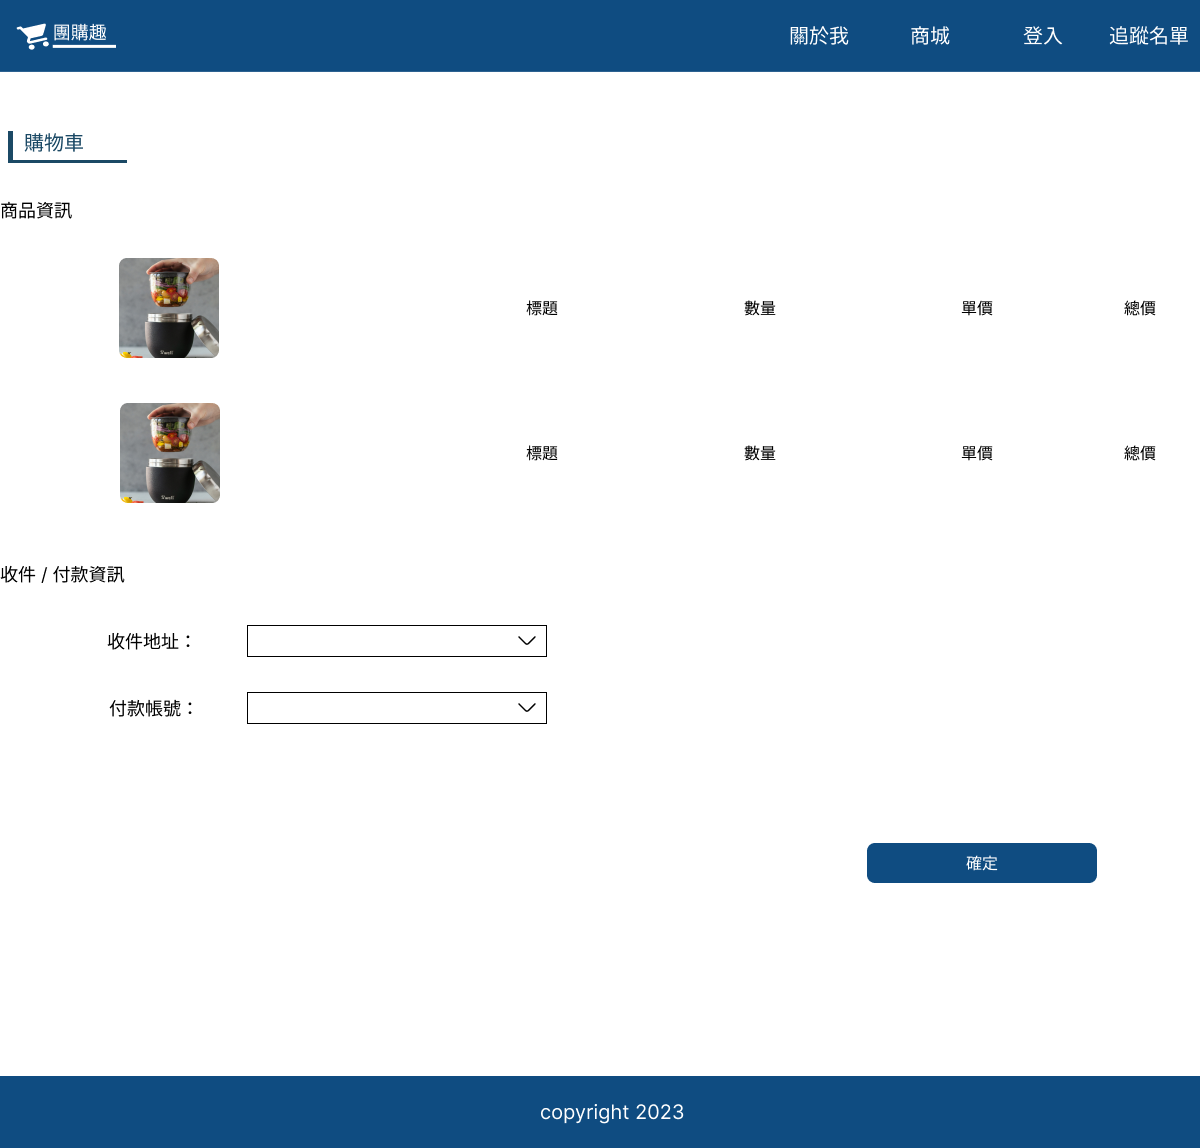 團購趣
關於我 商城 登入 追蹤名單
購物車
商品資訊
標題 數量 單價 總價
標題 數量 單價 總價
收件 / 付款資訊
收件地址：
付款帳號：
確定
copyright 2023